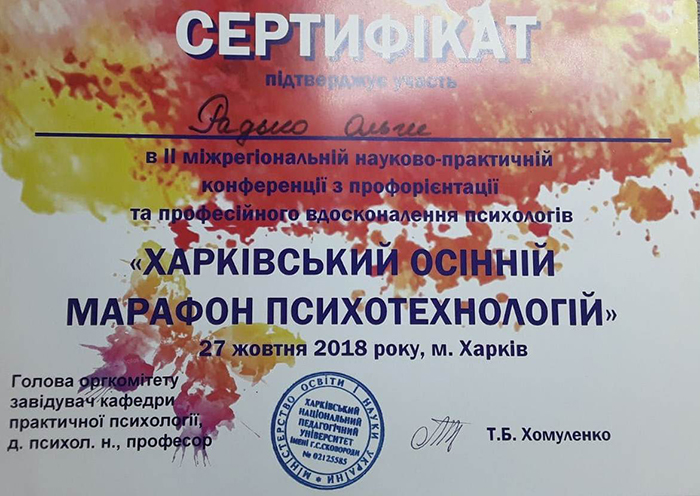 СЕРТИФІКАТ
підтверджує участь
Радько Ольги
в ІІ міжрегіональній науково-практичній
конференції з профорієнтації
та професійного вдосконалення психологів
«ХАРКІВСЬКИЙ ОСІННІЙ
МАРАФОН ПСИХОТЕХНОЛОГІЙ»
27 жовтня 2018 року, м. Харків
Голова оргкомітету
завідувач кафедри
практичної психології,
д. психол. н., професор
МІНІСТЕРСТВО ОСВІТИ І НАУКИ УКРАЇНИ
ХАРКІВСЬКИЙ
НАЦІОНАЛЬНИЙ
ПЕДАГОГІЧНИЙ
УНІВЕРСИТЕТ
ІМЕНІ Г.С.СКОВОРОДИ
№ 02125585
Т.Б. Хомуленко